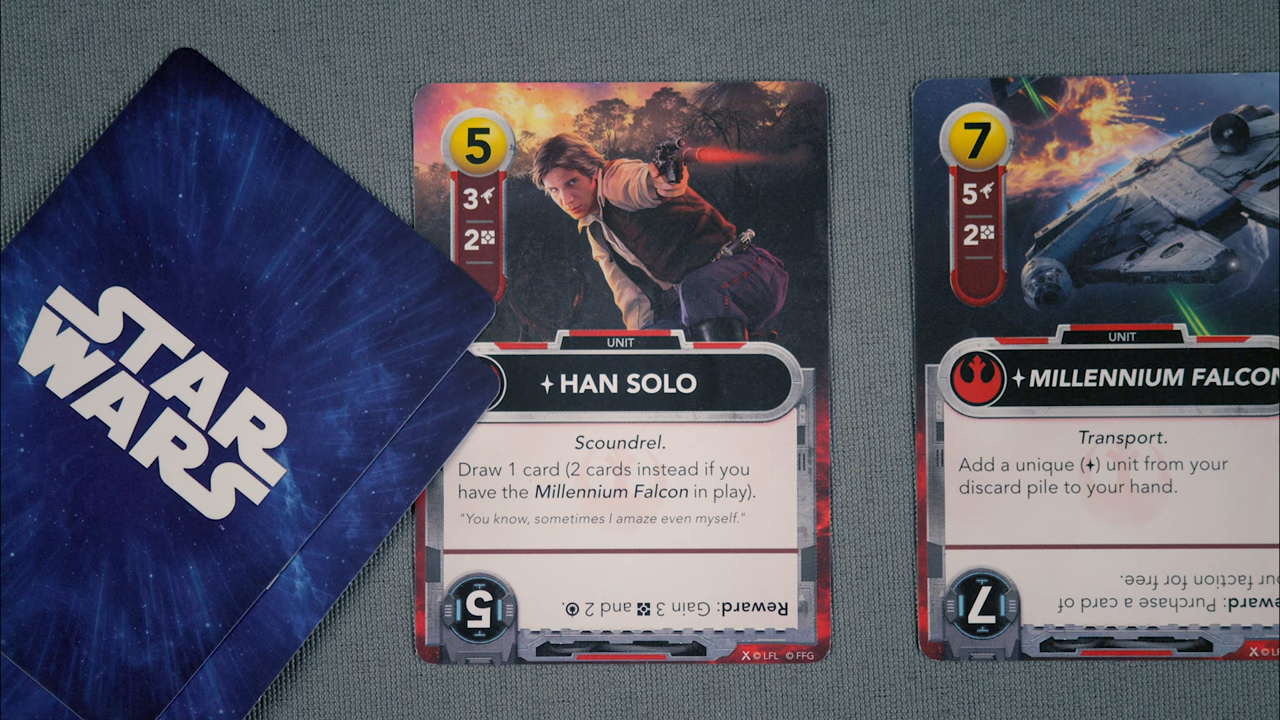 STAR
WARS
5
3
2
UNIT
HAN SOLO
Scoundrel.
Draw 1 card (2 cards instead if you
have the Millennium Falcon in play).
"You know, sometimes I amaze even myself."
Reward: Gain 3 and 2
5
X © LFL © FFG
7
5
2
UNIT
MILLENNIUM FALCON
Transport.
Add a unique (✦) unit from your
discard pile to your hand.
Reward: Purchase a card of
your faction for free.
7
X © LFL